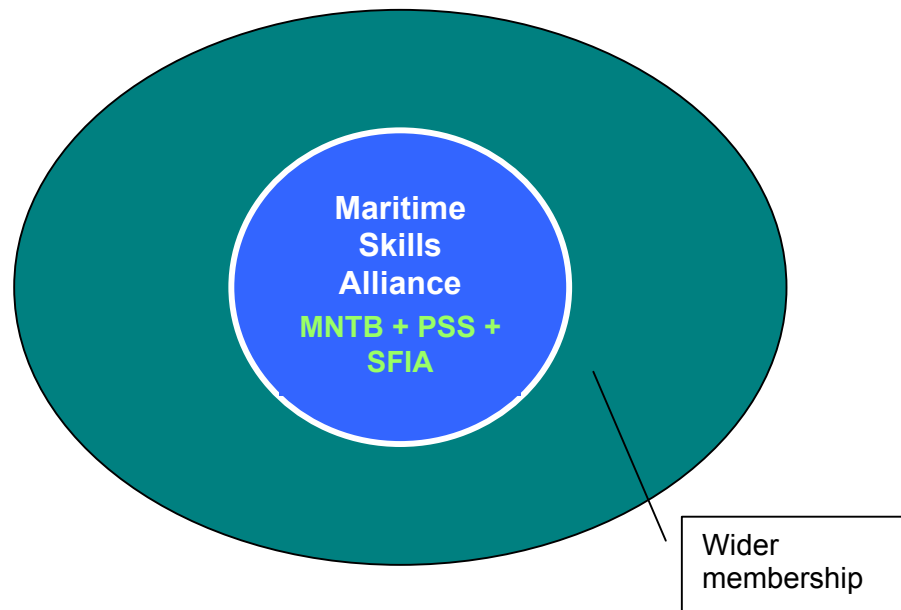 Maritime
Skills
Alliance
MNTB + PSS +
SFIA
Wider
membership